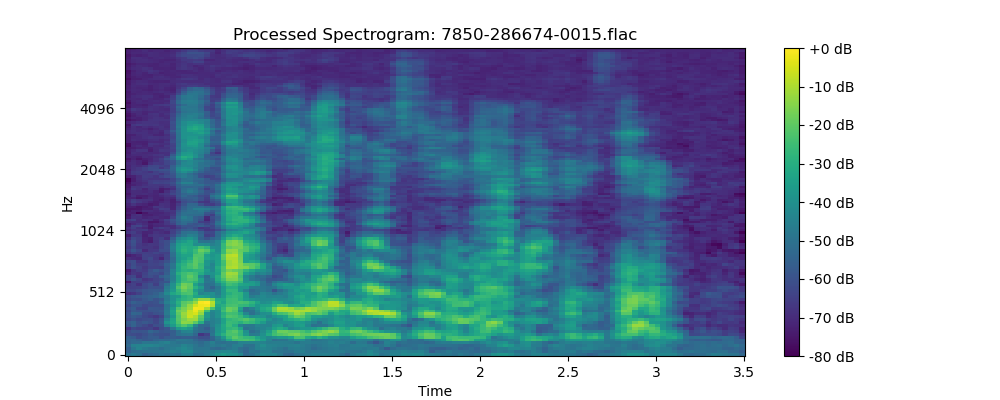 Processed Spectrogram: 7850-286674-0015.flac
Hz
4096
2048
1024
512
0
0
0.5
1
1.5
2
2.5
3
3.5
Time
+0 dB
-10 dB
-20 dB
-30 dB
-40 dB
-50 dB
-60 dB
-70 dB
-80 dB